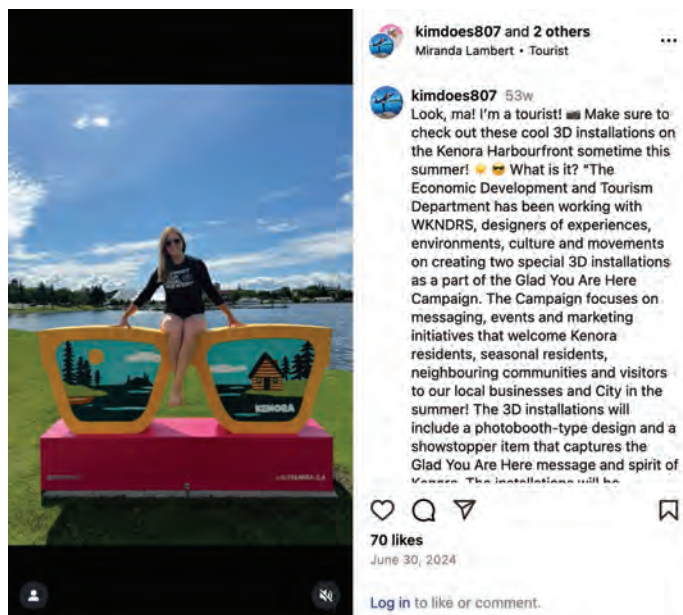 kimdoes807 and 2 others
Miranda Lambert • Tourist
kimdoes807 53w
Look, ma! I'm a tourist! 📷 Make sure to
check out these cool 3D installations on
the Kenora Harbourfront sometime this
summer! ☀️ 😎 What is it? "The
Economic Development and Tourism
Department has been working with
WKNDRS, designers of experiences,
environments, culture and movements
on creating two special 3D installations
as a part of the Glad You Are Here
Campaign. The Campaign focuses on
messaging, events and marketing
initiatives that welcome Kenora
residents, seasonal residents,
neighbouring communities and visitors
to our local businesses and City in the
summer! The 3D installations will
include a photobooth-type design and a
showstopper item that captures the
Glad You Are Here message and spirit of
Kenora. The installations will be
KENORA
70 likes
June 30, 2024
Log in to like or comment.